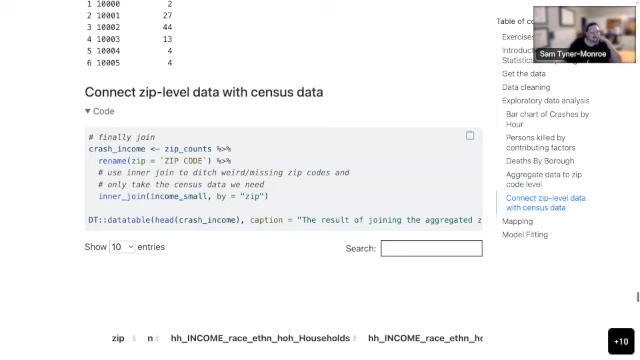 1 10000 2
2 10001 27
3 10002 44
4 10003 13
5 10004 4
6 10005 4
Connect zip-level data with census data
▼ Code
# finally join
crash_income <- zip_counts %>%
rename(zip = `ZIP CODE`) %>%
# use inner join to ditch weird/missing zip codes and
# only take the census data we need
inner_join(income_small, by = "zip")
DT::datatable(head(crash_income), caption = "The result of joining the aggregated z
Show 10 entries
Search:
zip n hh_INCOME_race_ethn_hoh_Households hh_INCOME_race_ethn_ho
Table of co
Exercises
Introduc
Statistica
Get the data
Data cleaning
Exploratory data analysis
Bar chart of Crashes by
Hour
Persons killed by
contributing factors
Deaths By Borough
Aggregate data to zip
code level
Connect zip-level data
with census data
Mapping
Model Fitting
Sam Tyner-Monroe
+10